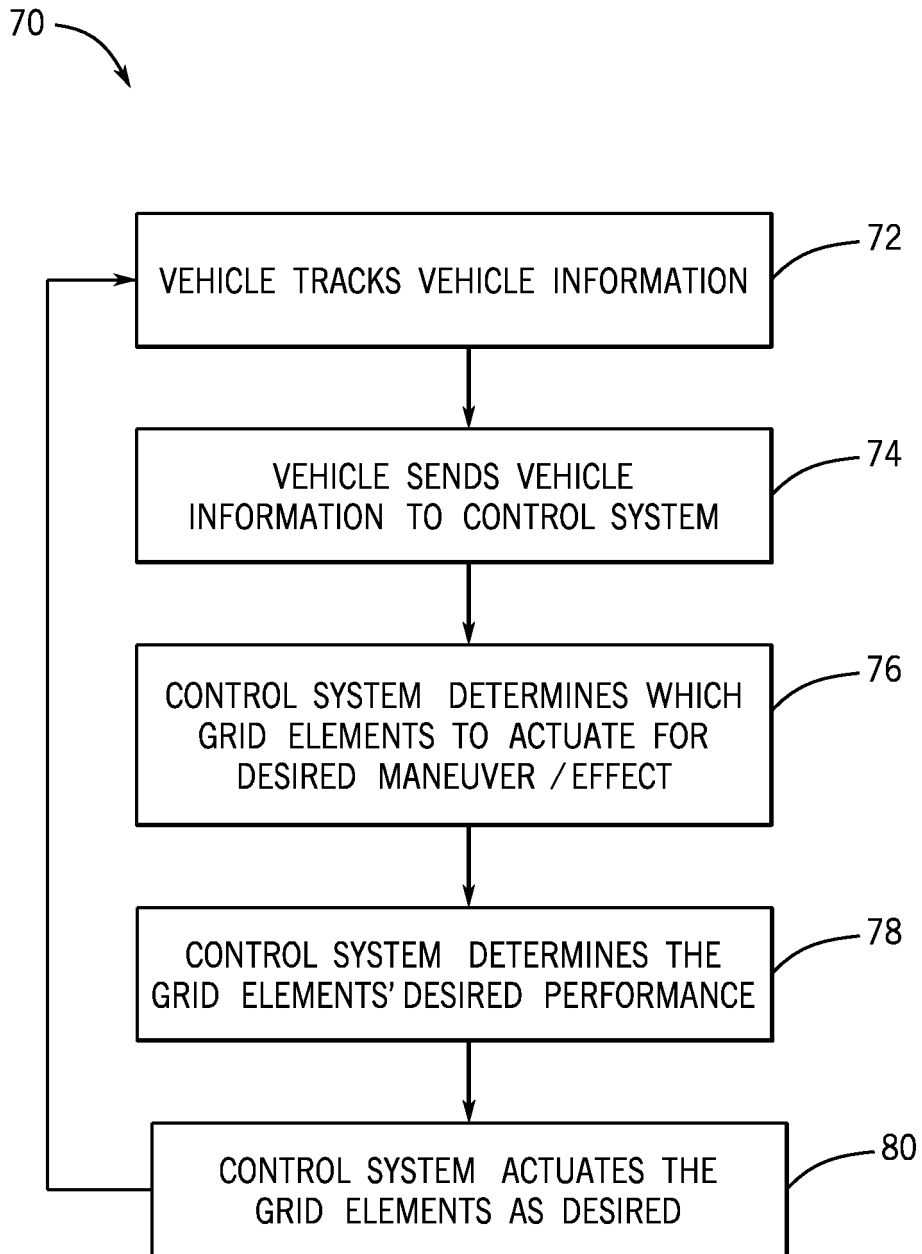 70
VEHICLE TRACKS VEHICLE INFORMATION
72
VEHICLE SENDS VEHICLE
INFORMATION TO CONTROL SYSTEM
74
CONTROL SYSTEM DETERMINES WHICH
GRID ELEMENTS TO ACTUATE FOR
DESIRED MANEUVER / EFFECT
76
CONTROL SYSTEM DETERMINES THE
GRID ELEMENTS' DESIRED PERFORMANCE
78
CONTROL SYSTEM ACTUATES THE
GRID ELEMENTS AS DESIRED
80